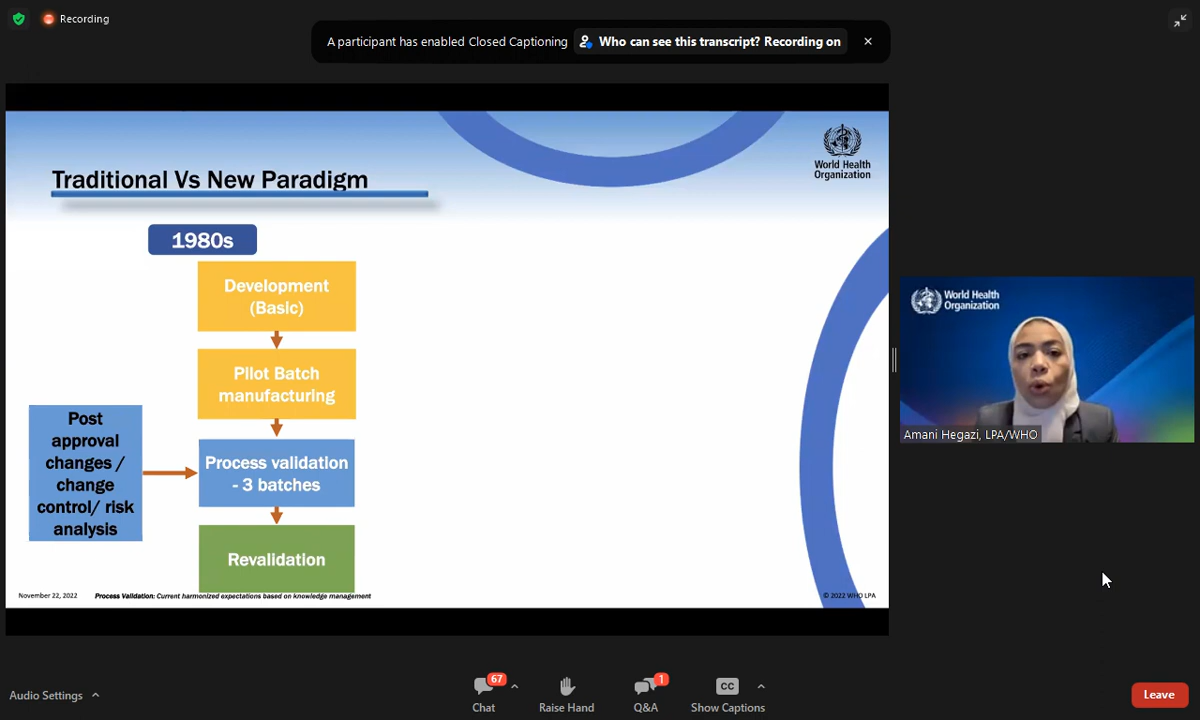 Recording
A participant has enabled Closed Captioning
Who can see this transcript? Recording on
Traditional Vs New Paradigm
World Health
Organization
1980s
Development
(Basic)
Pilot Batch
manufacturing
Post
approval
changes /
change
control/ risk
analysis
Process validation
- 3 batches
Revalidation
November 22, 2022
Process Validation: Current harmonized expectations based on knowledge management
© 2022 WHO LPA
World Health
Organization
Amani Hegazi, LPA/WHO
Audio Settings
67
Chat
Raise Hand
1
Q&A
CC
Show Captions
Leave